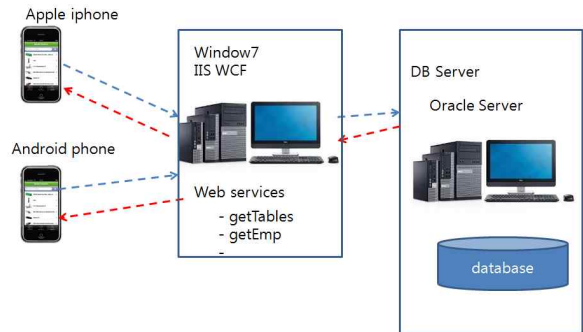 Apple iphone
Android phone
Window7
IIS WCF
Web services
- getTables
- getEmp
-
DB Server
Oracle Server
database